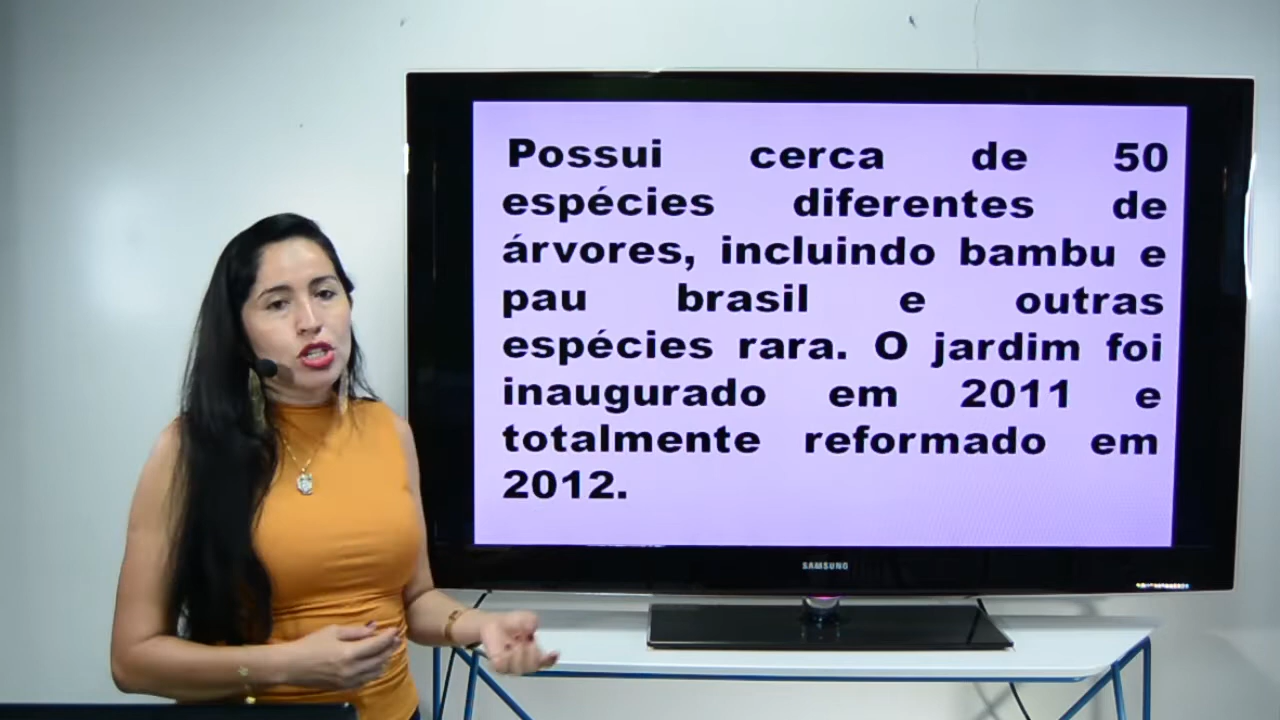 Possui cerca de 50
espécies diferentes de
árvores, incluindo bambu e
pau brasil e outras
espécies rara. O jardim foi
inaugurado em 2011 e
totalmente reformado em
2012.
SAMSUNG